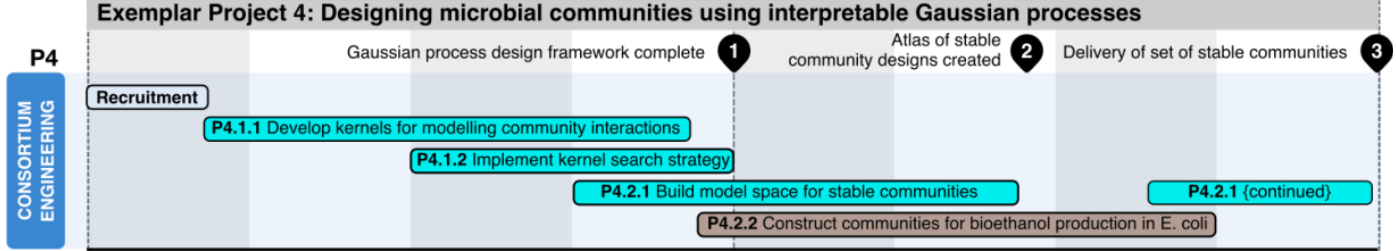 Exemplar Project 4: Designing microbial communities using interpretable Gaussian processes
P4
Gaussian process design framework complete
1
Atlas of stable
community designs created
2
Delivery of set of stable communities
3
CONSORTIUM
ENGINEERING
Recruitment
P4.1.1 Develop kernels for modelling community interactions
P4.1.2 Implement kernel search strategy
P4.2.1 Build model space for stable communities
P4.2.1 {continued}
P4.2.2 Construct communities for bioethanol production in E. coli